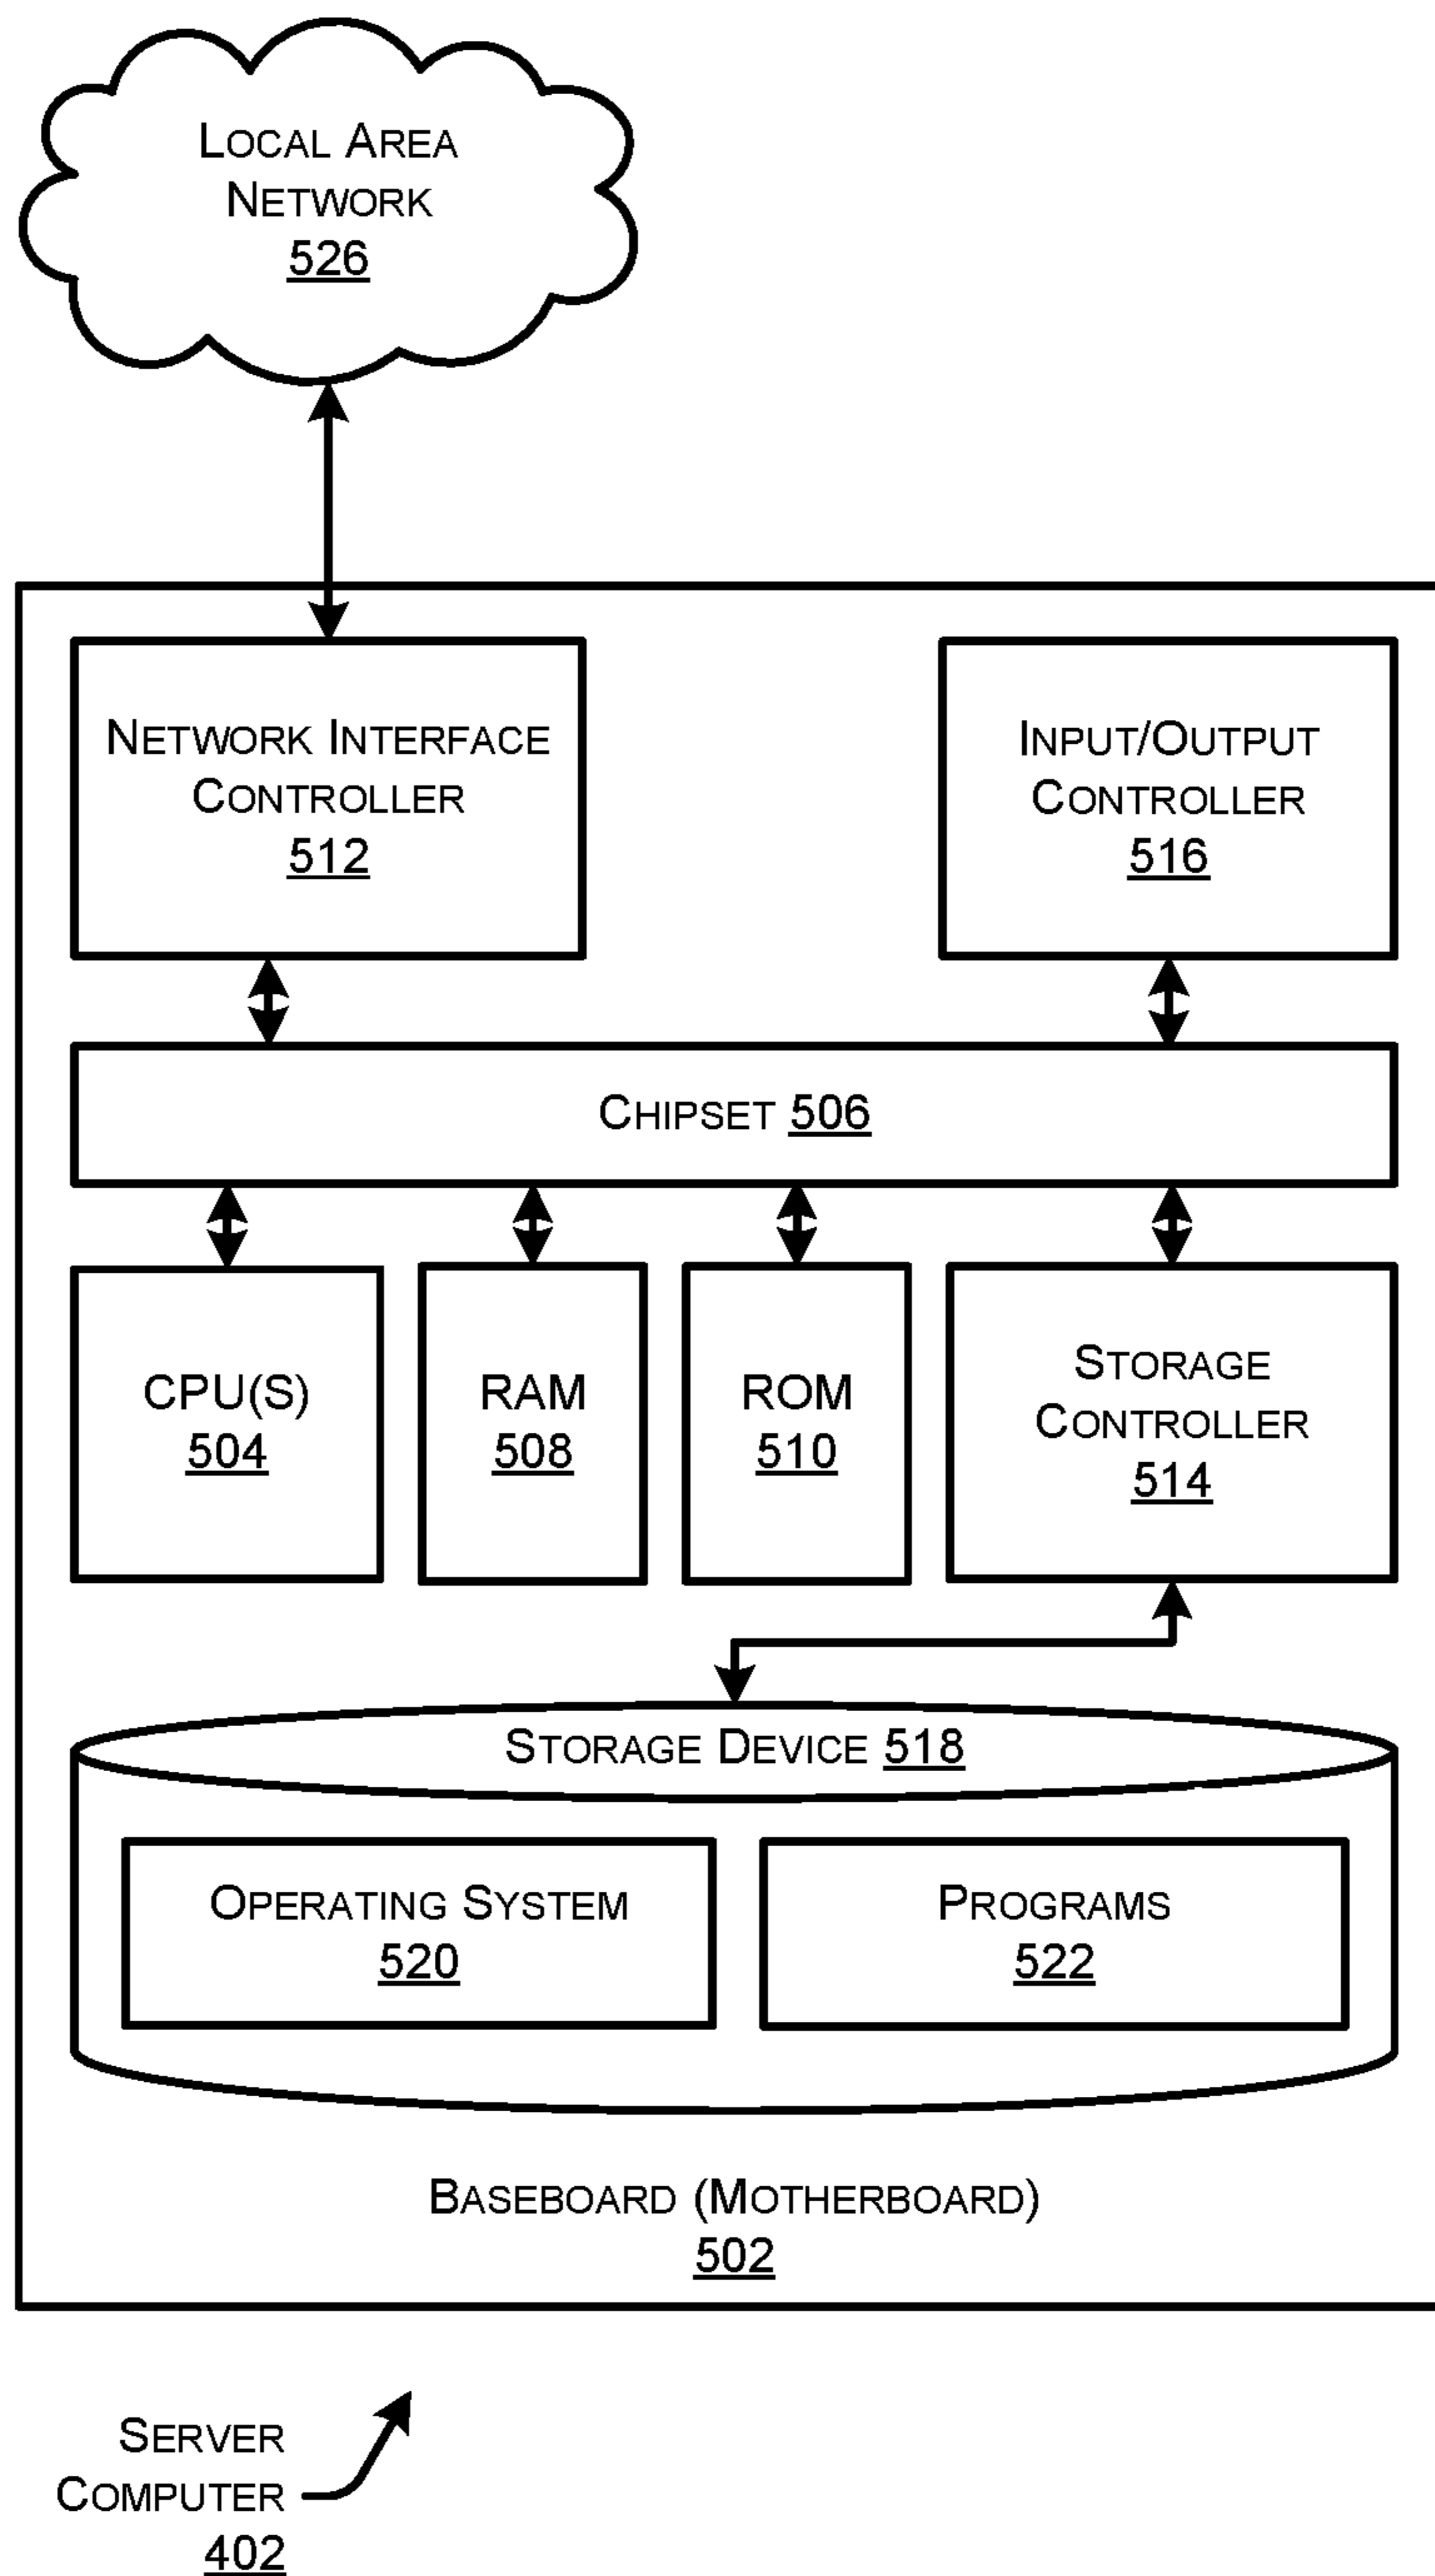 Local Area
Network
526
Network Interface
Controller
512
Input/Output
Controller
516
Chipset 506
CPU(s)
504
RAM
508
ROM
510
Storage
Controller
514
Storage Device 518
Operating System
520
Programs
522
Baseboard (Motherboard)
502
Server
Computer
402